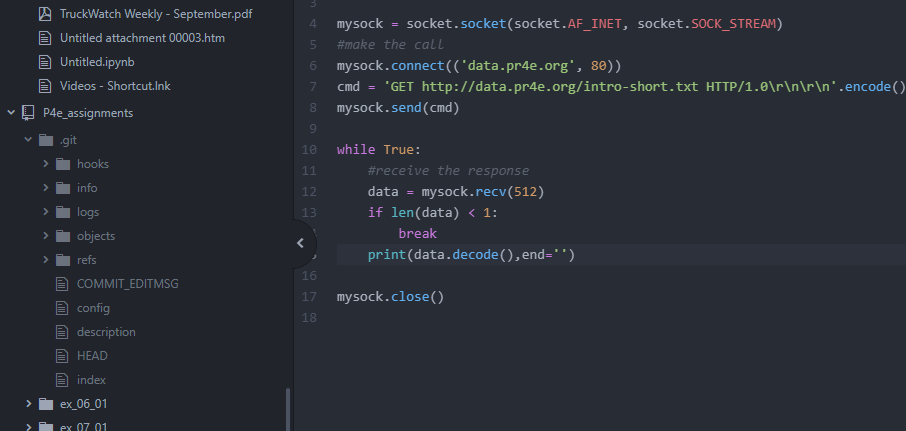 TruckWatch Weekly - September.pdf
Untitled attachment 00003.htm
Untitled.ipynb
Videos - Shortcut.lnk
P4e_assignments
.git
hooks
info
logs
objects
refs
COMMIT_EDITMSG
config
description
HEAD
index
ex_06_01
ex_07_01
3
4 mysock = socket.socket(socket.AF_INET, socket.SOCK_STREAM)
5 #make the call
6 mysock.connect(('data.pr4e.org', 80))
7 cmd = 'GET http://data.pr4e.org/intro-short.txt HTTP/1.0\r\n\r\n'.encode()
8 mysock.send(cmd)
9
10 while True:
11 #receive the response
12 data = mysock.recv(512)
13 if len(data) < 1:
break
print(data.decode(),end='')
16
17 mysock.close()
18